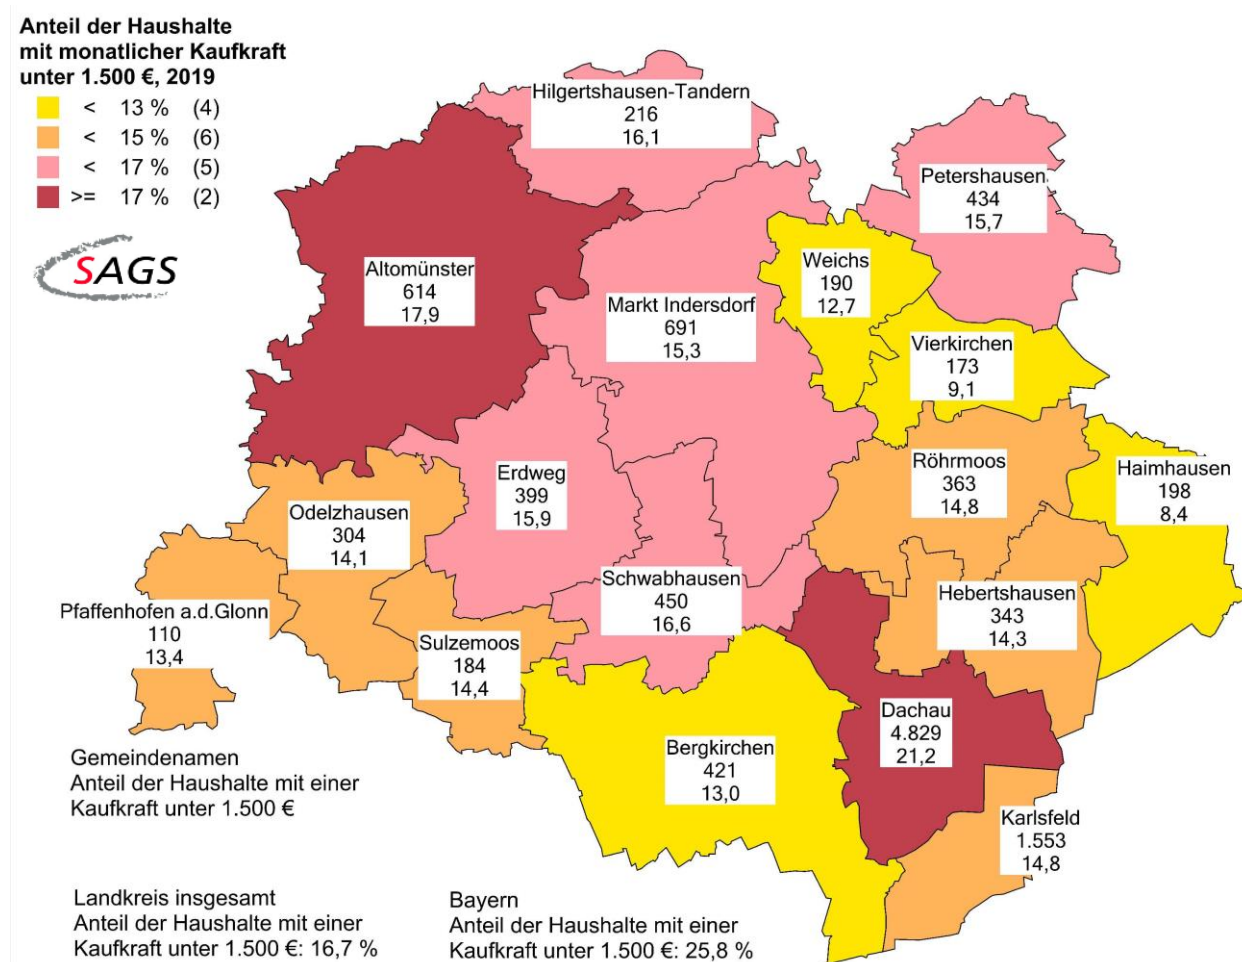 Anteil der Haushalte
mit monatlicher Kaufkraft
unter 1.500 €, 2019
< 13 % (4)
< 15 % (6)
< 17 % (5)
>= 17 % (2)
SAGS
Hilgertshausen-Tandern
216
16,1
Petershausen
434
15,7
Altomünster
614
17,9
Weichs
190
12,7
Markt Indersdorf
691
15,3
Vierkirchen
173
9,1
Röhrmoos
363
14,8
Haimhausen
198
8,4
Erdweg
399
15,9
Odelzhausen
304
14,1
Schwabhausen
450
16,6
Hebertshausen
343
14,3
Pfaffenhofen a.d.Glonn
110
13,4
Sulzemoos
184
14,4
Dachau
4.829
21,2
Bergkirchen
421
13,0
Karlsfeld
1.553
14,8
Gemeindenamen
Anteil der Haushalte mit einer
Kaufkraft unter 1.500 €
Landkreis insgesamt
Anteil der Haushalte mit einer
Kaufkraft unter 1.500 €: 16,7 %
Bayern
Anteil der Haushalte mit einer
Kaufkraft unter 1.500 €: 25,8 %